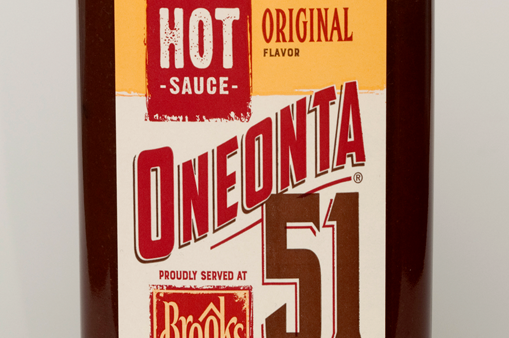 HOT
-SAUCE-
ORIGINAL
FLAVOR
ONEONTA®
51
PROUDLY SERVED AT
Brooks